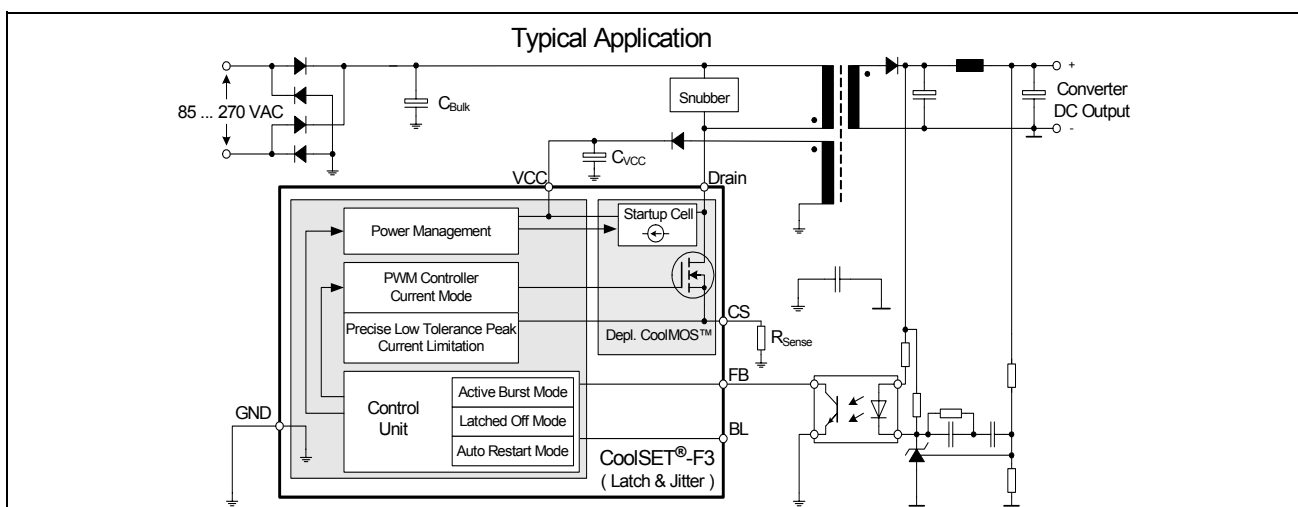 Typical Application
+
Snubber
Converter
DC Output
-
C_Bulk
85 ... 270 VAC
C_VCC
VCC
Drain
Startup Cell
Power Management
PWM Controller
Current Mode
CS
Precise Low Tolerance Peak
Current Limitation
Depl. CoolMOS™
R_Sense
FB
Active Burst Mode
GND
Control
Unit
Latched Off Mode
BL
Auto Restart Mode
CoolSET®-F3
( Latch & Jitter )